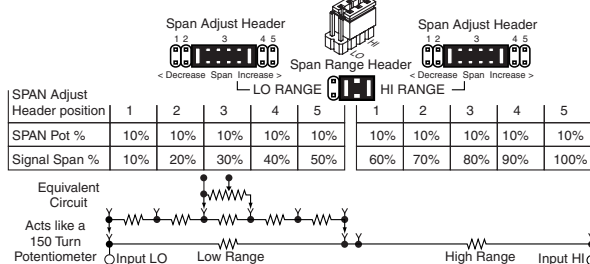 Span Adjust Header
1 2 3 4 5
< Decrease Span Increase >
LO HI
Span Range Header
Span Adjust Header
1 2 3 4 5
< Decrease Span Increase >
LO RANGE HI RANGE
SPAN Adjust
Header position 1 2 3 4 5 1 2 3 4 5
SPAN Pot % 10% 10% 10% 10% 10% 10% 10% 10% 10% 10%
Signal Span % 10% 20% 30% 40% 50% 60% 70% 80% 90% 100%
Equivalent
Circuit
Acts like a
150 Turn
Potentiometer
Input LO Low Range High Range Input HI